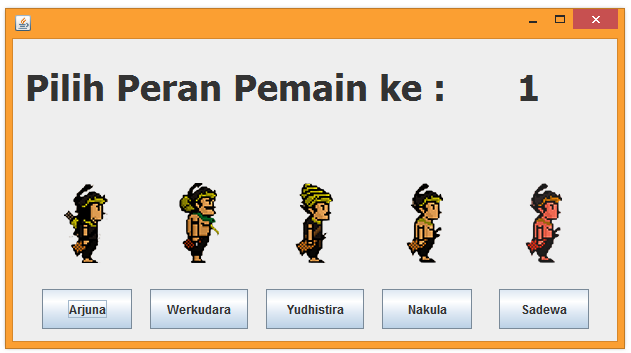 Pilih Peran Pemain ke : 1
Arjuna Werkudara Yudhistira Nakula Sadewa